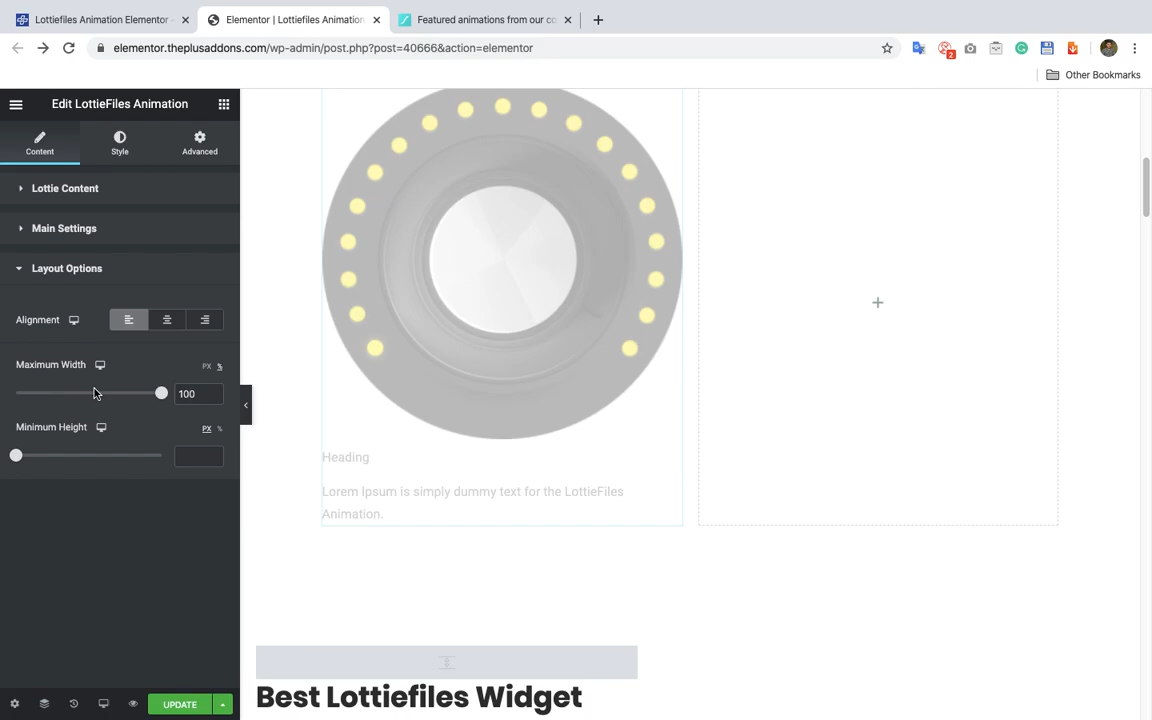 Lottiefiles Animation Elementor
Elementor | Lottiefiles Animation
Featured animations from our co
elementor.theplusaddons.com/wp-admin/post.php?post=40666&action=elementor
2
Other Bookmarks
Edit LottieFiles Animation
Content Style Advanced
Lottie Content
Main Settings
Layout Options
Alignment
Maximum Width PX %
100
Minimum Height PX %
Heading
Lorem Ipsum is simply dummy text for the LottieFiles
Animation.
Best Lottiefiles Widget
UPDATE